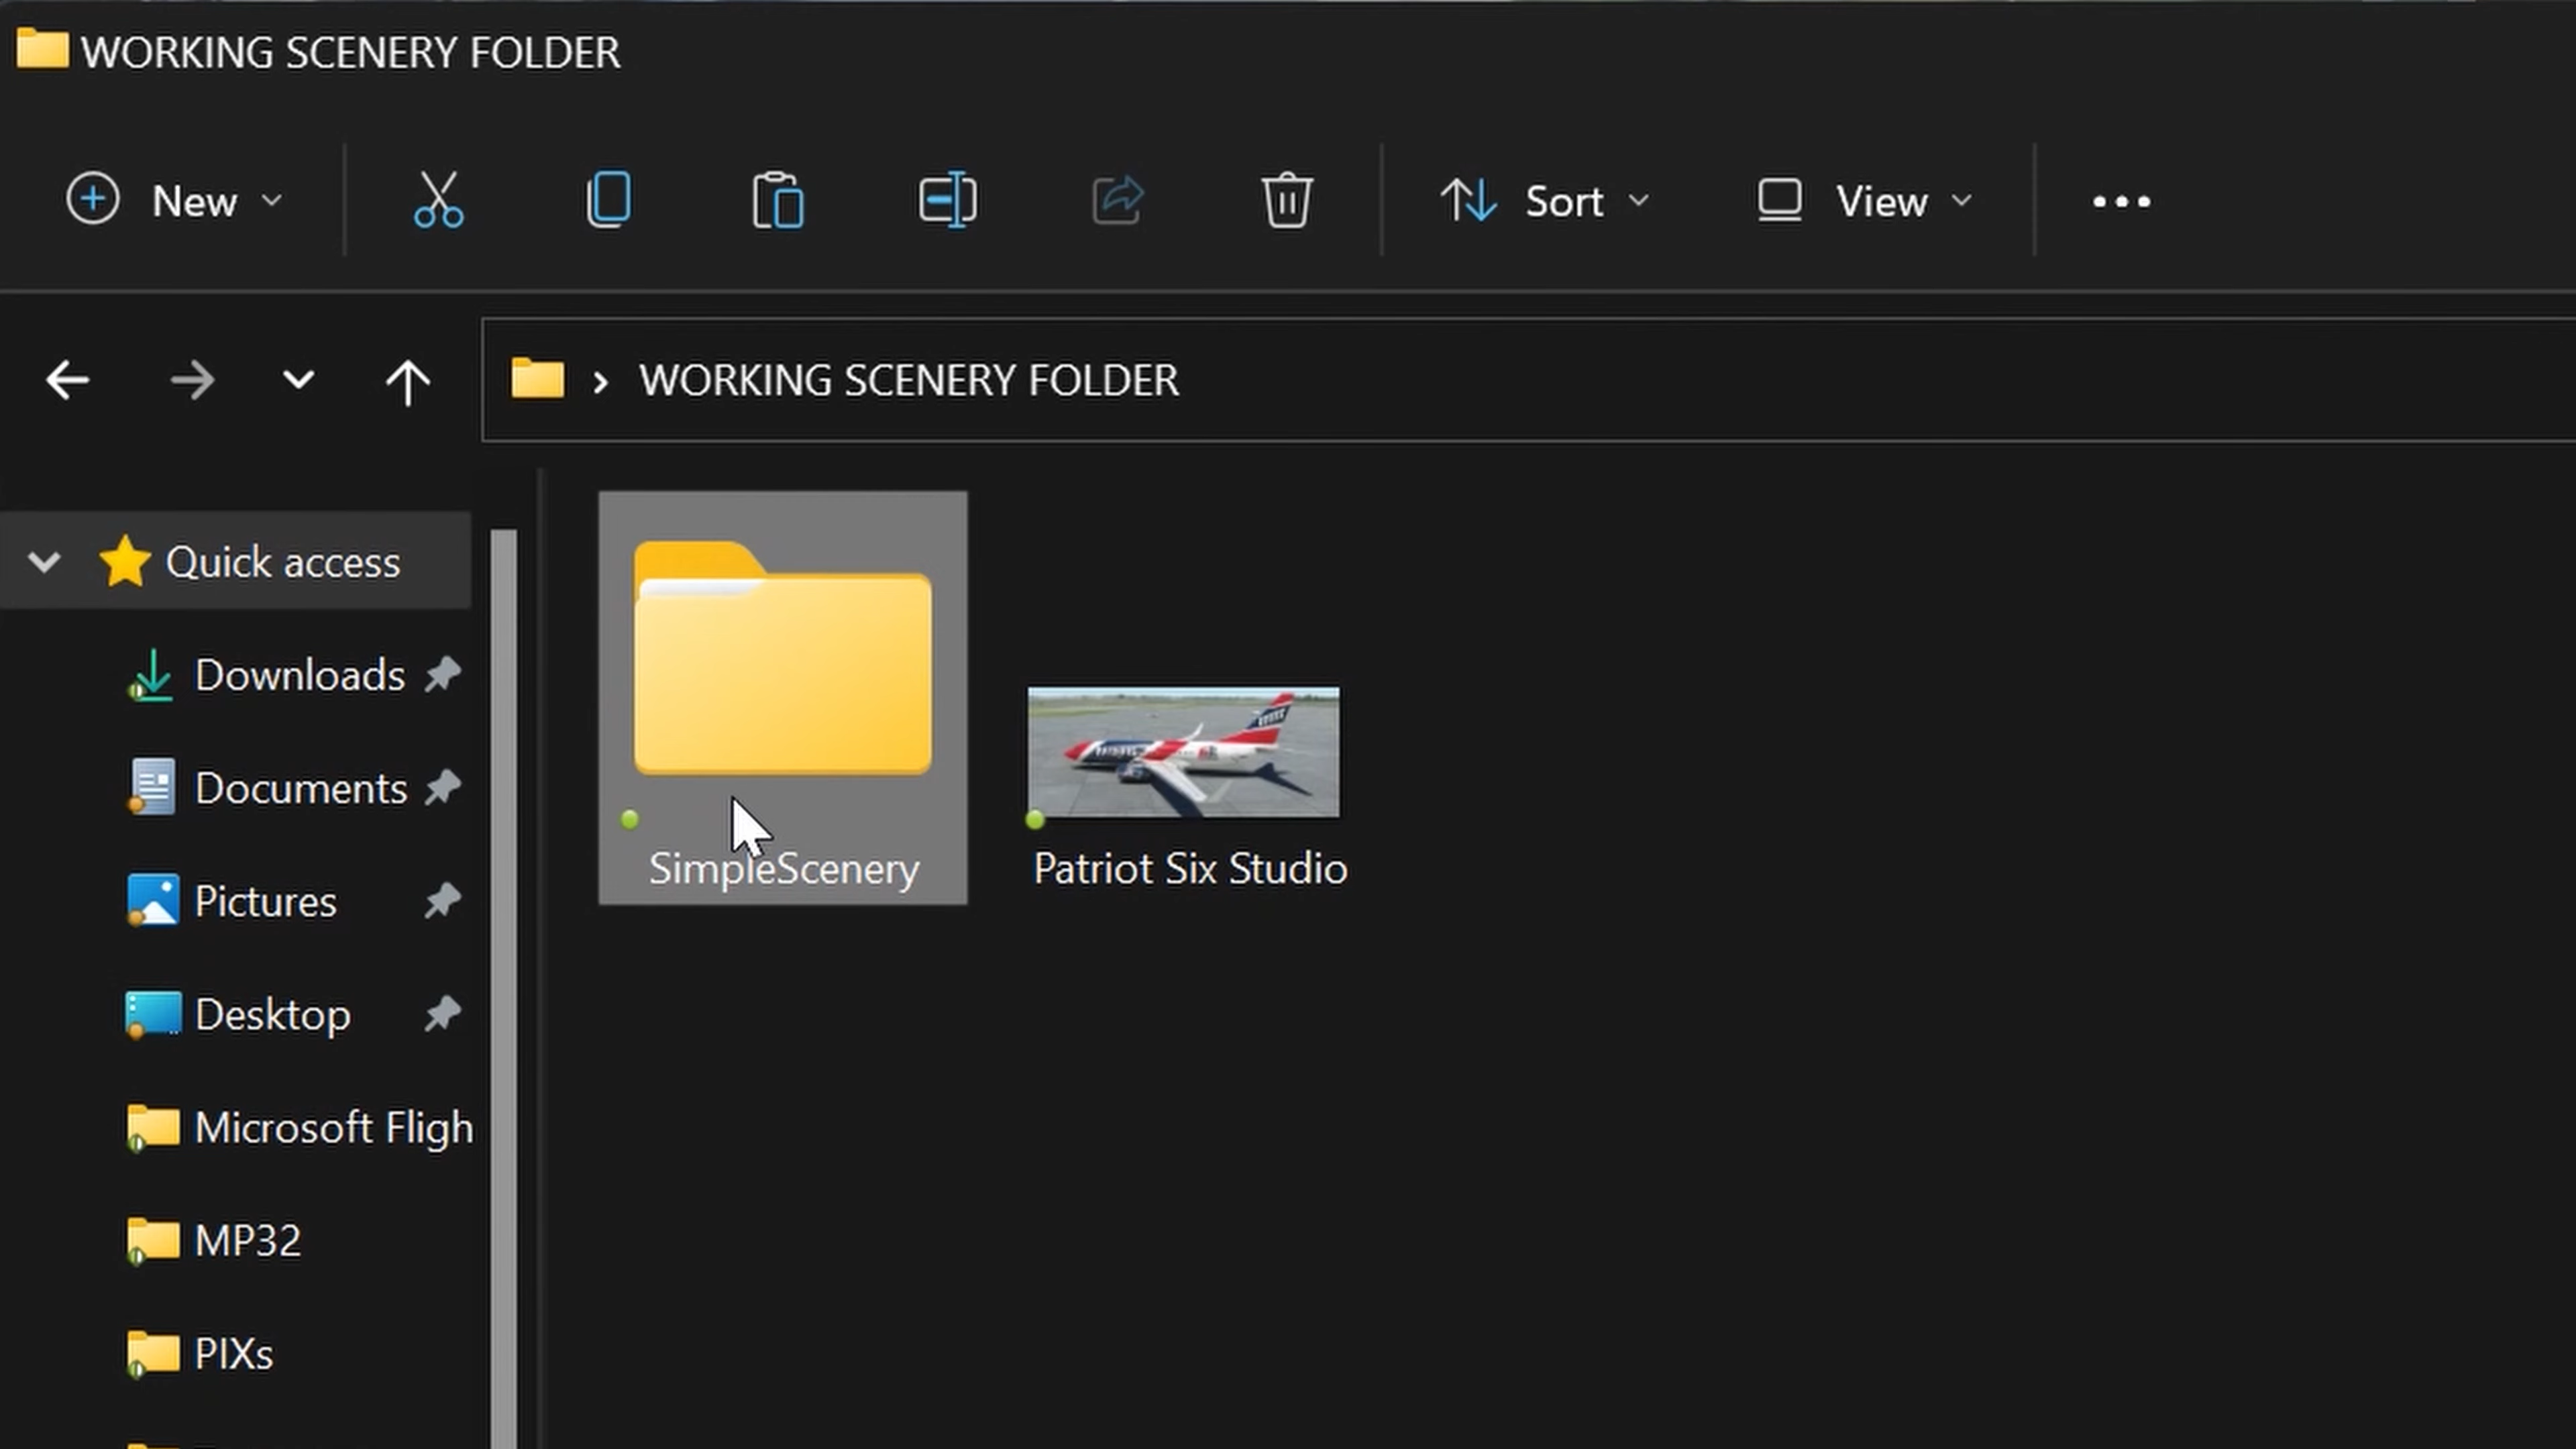 WORKING SCENERY FOLDER
New
Sort
View
WORKING SCENERY FOLDER
Quick access
Downloads
Documents
Pictures
Desktop
Microsoft Fligh
MP32
PIXs
SimpleScenery
Patriot Six Studio